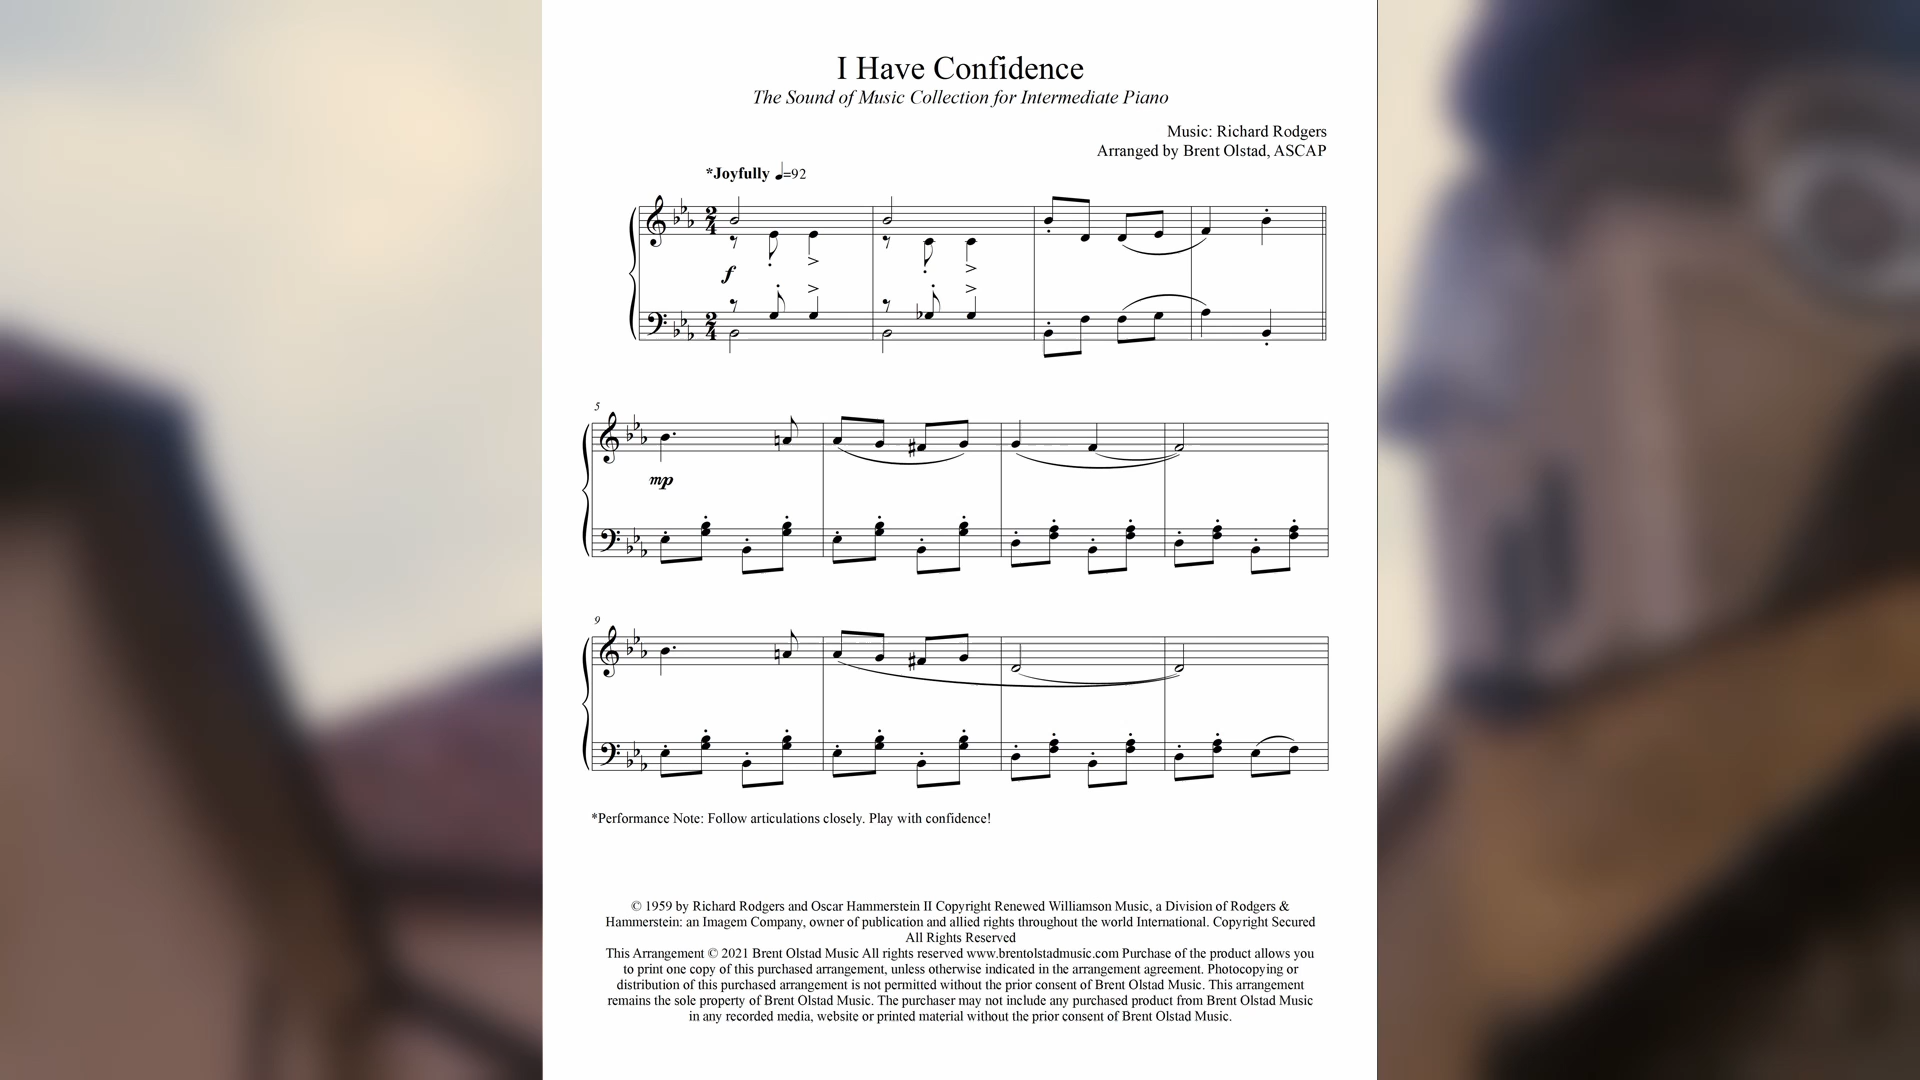 I Have Confidence
The Sound of Music Collection for Intermediate Piano
Music: Richard Rodgers
Arranged by Brent Olstad, ASCAP
*Joyfully ♩=92
2
4
f
2
4
5
mp
9
*Performance Note: Follow articulations closely. Play with confidence!
© 1959 by Richard Rodgers and Oscar Hammerstein II Copyright Renewed Williamson Music, a Division of Rodgers &
Hammerstein: an Imagem Company, owner of publication and allied rights throughout the world International. Copyright Secured
All Rights Reserved
This Arrangement © 2021 Brent Olstad Music All rights reserved www.brentolstadmusic.com Purchase of the product allows you
to print one copy of this purchased arrangement, unless otherwise indicated in the arrangement agreement. Photocopying or
distribution of this purchased arrangement is not permitted without the prior consent of Brent Olstad Music. This arrangement
remains the sole property of Brent Olstad Music. The purchaser may not include any purchased product from Brent Olstad Music
in any recorded media, website or printed material without the prior consent of Brent Olstad Music.